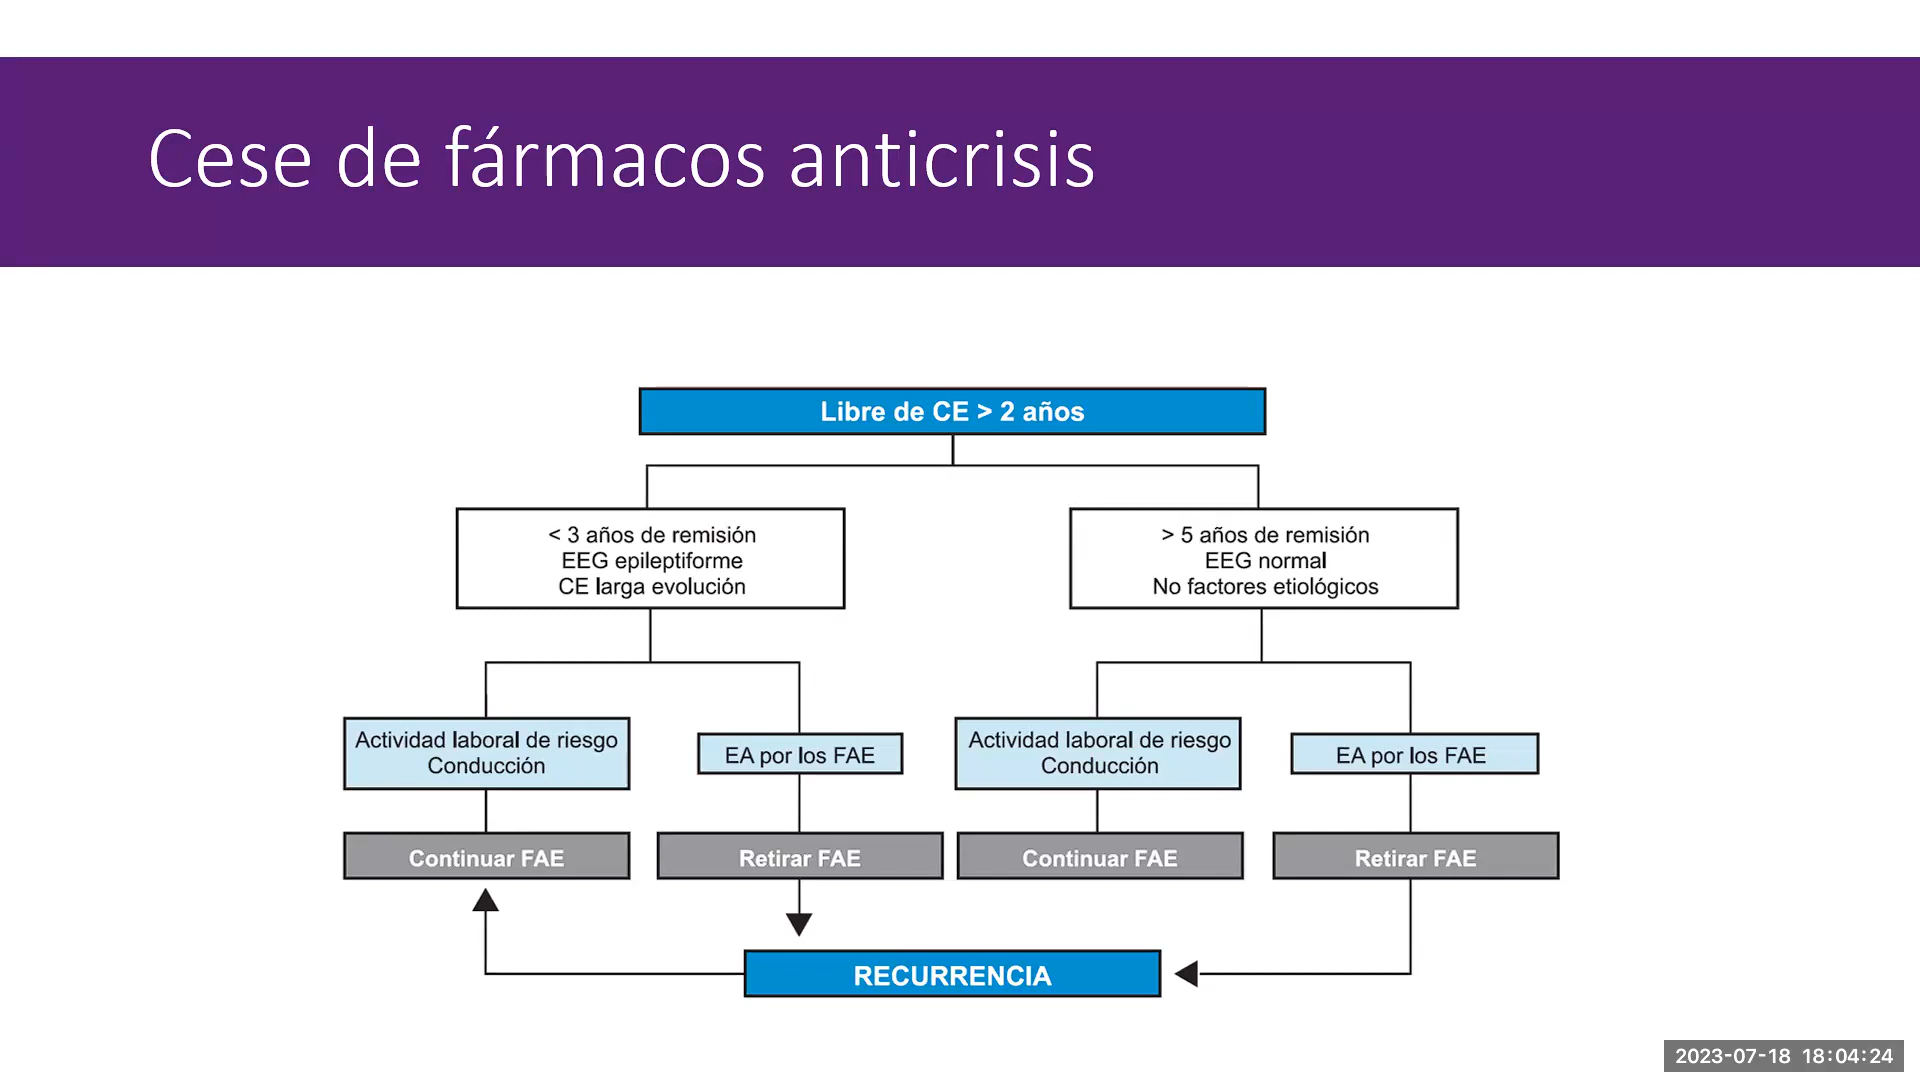 Cese de fármacos anticrisis
Libre de CE > 2 años
< 3 años de remisión
EEG epileptiforme
CE larga evolución
> 5 años de remisión
EEG normal
No factores etiológicos
Actividad laboral de riesgo
Conducción
EA por los FAE
Actividad laboral de riesgo
Conducción
EA por los FAE
Continuar FAE
Retirar FAE
Continuar FAE
Retirar FAE
RECURRENCIA
2023-07-18 18:04:24